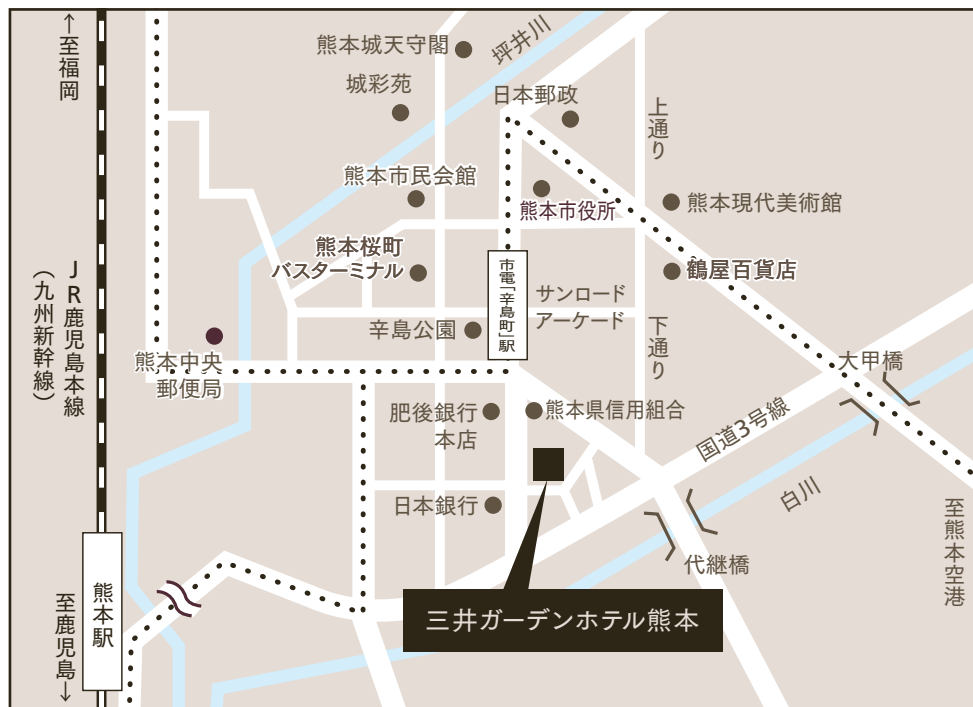 ↑至福岡
熊本城天守閣
坪井川
城彩苑
日本郵政
上通り
熊本市民会館
熊本市役所
熊本現代美術館
熊本桜町
バスターミナル
市電「辛島町」駅
鶴屋百貨店
JR鹿児島本線
（九州新幹線）
サンロード
アーケード
辛島公園
下通り
熊本中央
郵便局
大甲橋
肥後銀行
本店
熊本県信用組合
国道3号線
日本銀行
白川
至熊本空港
代継橋
熊本駅
至鹿児島↓
三井ガーデンホテル熊本